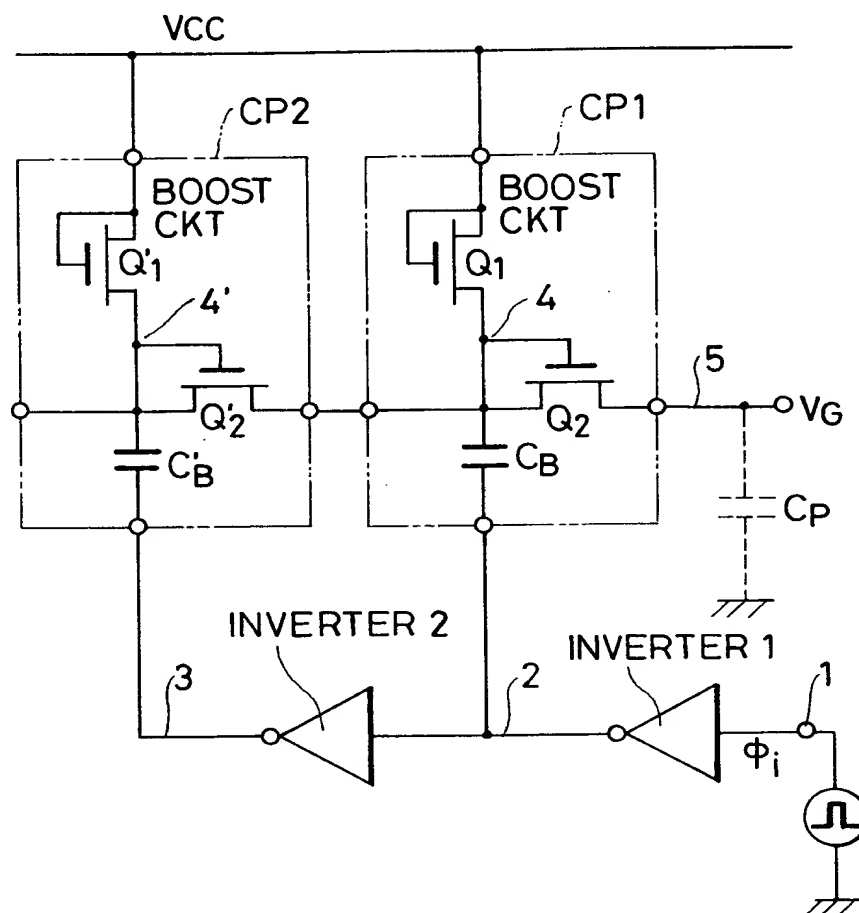 VCC
CP2
CP1
BOOST
CKT
BOOST
CKT
Q'1
Q1
4'
4
5
Q'2
Q2
VG
C'B
CB
CP
INVERTER 2
INVERTER 1
3
2
1
Φi